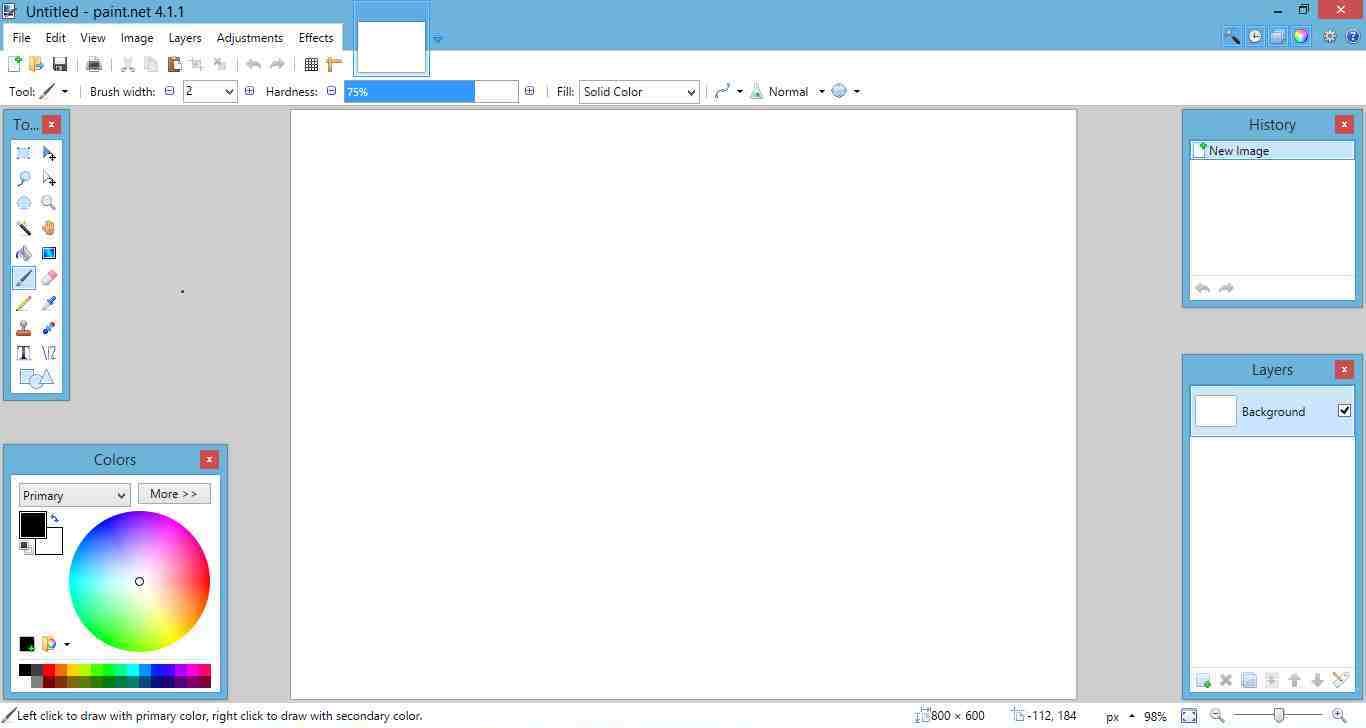 Untitled - paint.net 4.1.1
File Edit View Image Layers Adjustments Effects
Tool: Brush width: 2 Hardness: 75% Fill: Solid Color Normal
To...
History
New Image
Layers
Background
Colors
Primary
More >>
Left click to draw with primary color, right click to draw with secondary color.
800 × 600
-112, 184
px
98%